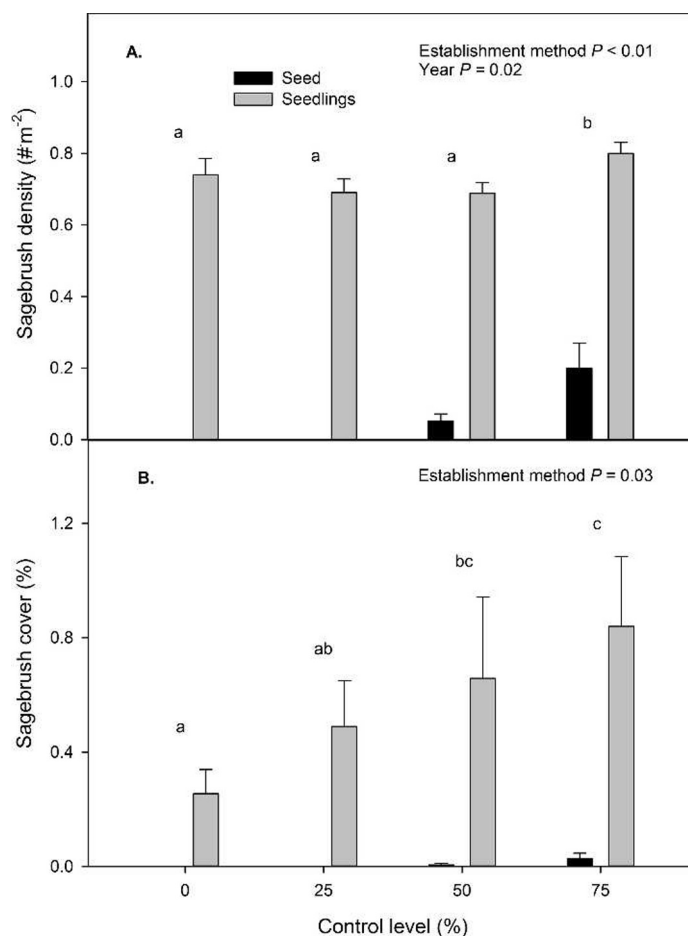 A.
Establishment method P < 0.01
Year P = 0.02
Seed
Seedlings
Sagebrush density (#·m-2)
1.0
0.8
0.6
0.4
0.2
0.0
a
a
a
b
B.
Establishment method P = 0.03
Sagebrush cover (%)
1.2
0.8
0.4
0.0
a
ab
bc
c
0 25 50 75
Control level (%)